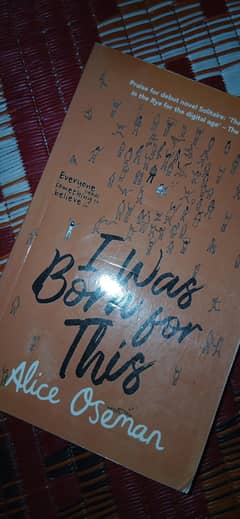 Praise for debut novel Solitaire: 'The
in the Rye for the digital age' – The
Everyone
needs
something to
believe in
I Was
Born for
This
Alice Oseman